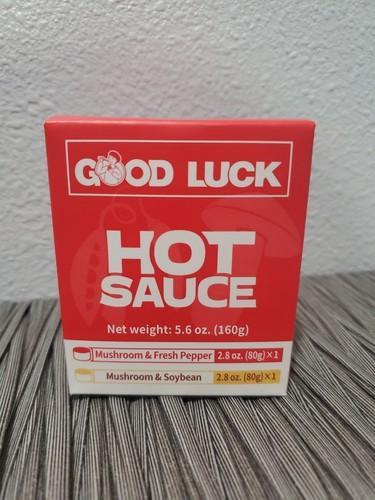 GOOD LUCK
HOT
SAUCE
Net weight: 5.6 oz. (160g)
Mushroom & Fresh Pepper 2.8 oz. (80g)×1
Mushroom & Soybean 2.8 oz. (80g)×1